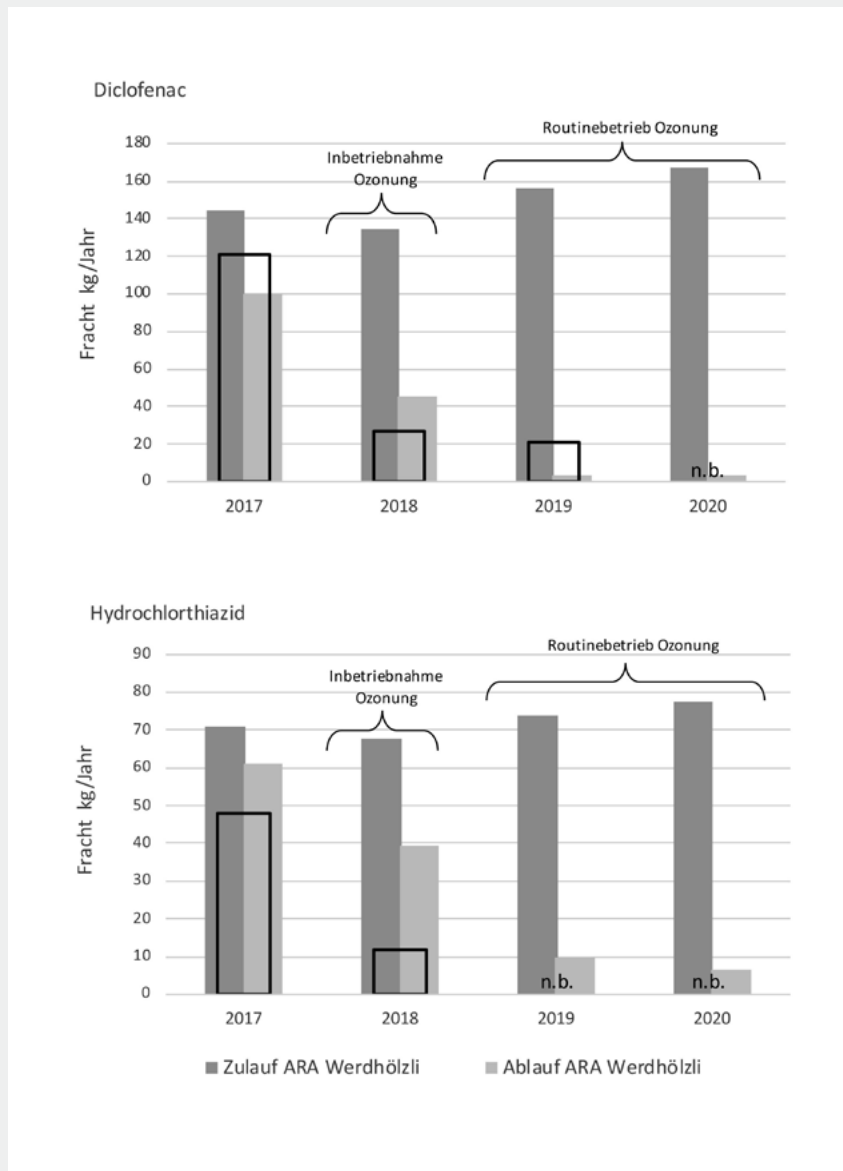 Diclofenac
Routinebetrieb Ozonung
Inbetriebnahme
Ozonung
Fracht kg/Jahr
180
160
140
120
100
80
60
40
20
0
n.b.
2017 2018 2019 2020
Hydrochlorthiazid
Routinebetrieb Ozonung
Inbetriebnahme
Ozonung
Fracht kg/Jahr
90
80
70
60
50
40
30
20
10
0
n.b. n.b.
2017 2018 2019 2020
Zulauf ARA Werdhölzli Ablauf ARA Werdhölzli